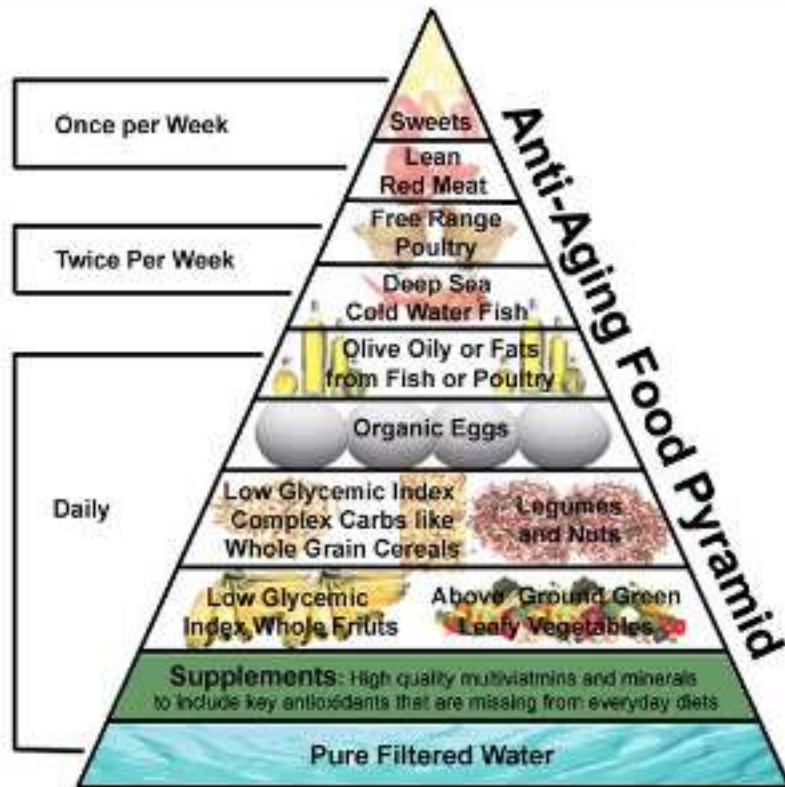 Once per Week
Sweets
Lean
Red Meat
Twice Per Week
Free Range
Poultry
Deep Sea
Cold Water Fish
Daily
Olive Oily or Fats
from Fish or Poultry
Organic Eggs
Low Glycemic Index
Complex Carbs like
Whole Grain Cereals
Legumes
and Nuts
Low Glycemic
Index Whole Friuts
Above Ground Green
Leafy Vegetables
Supplements: High quality multiviatmins and minerals
to include key antioxidants that are missing from everyday diets
Pure Filtered Water
Anti-Aging Food Pyramid